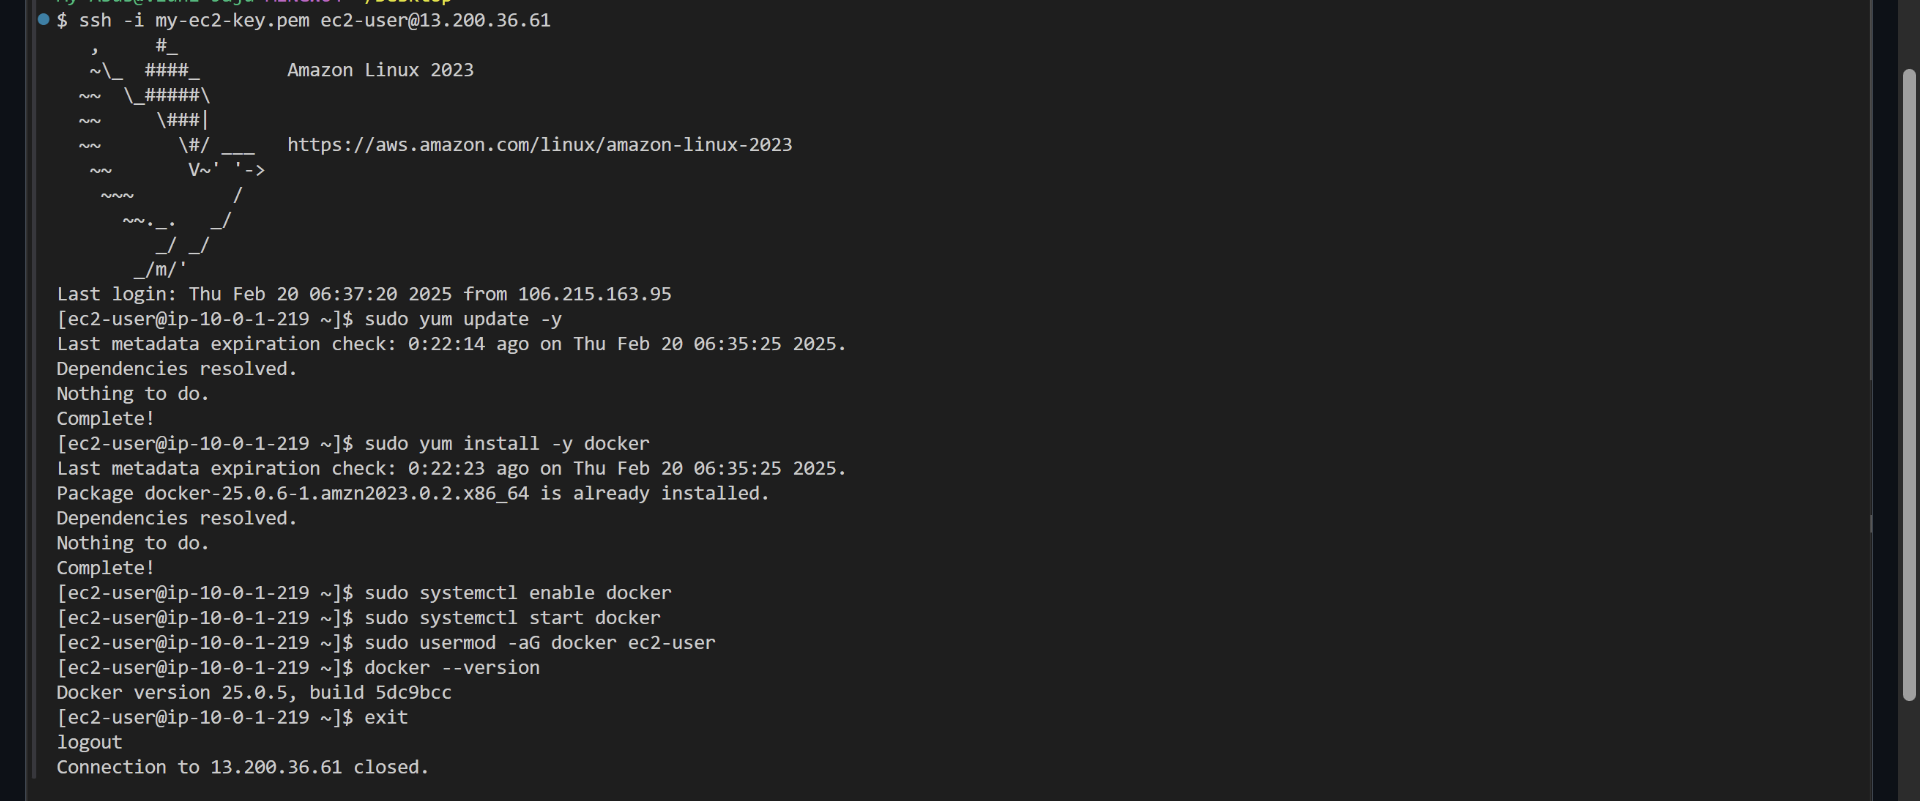 $ ssh -i my-ec2-key.pem ec2-user@13.200.36.61
   ,     #_
   ~\_  ####_        Amazon Linux 2023
  ~~  \_#####\
  ~~     \###|
  ~~       \#/ ___   https://aws.amazon.com/linux/amazon-linux-2023
   ~~       V~' '->
    ~~~         /
      ~~._.   _/
         _/ _/
       _/m/'
Last login: Thu Feb 20 06:37:20 2025 from 106.215.163.95
[ec2-user@ip-10-0-1-219 ~]$ sudo yum update -y
Last metadata expiration check: 0:22:14 ago on Thu Feb 20 06:35:25 2025.
Dependencies resolved.
Nothing to do.
Complete!
[ec2-user@ip-10-0-1-219 ~]$ sudo yum install -y docker
Last metadata expiration check: 0:22:23 ago on Thu Feb 20 06:35:25 2025.
Package docker-25.0.6-1.amzn2023.0.2.x86_64 is already installed.
Dependencies resolved.
Nothing to do.
Complete!
[ec2-user@ip-10-0-1-219 ~]$ sudo systemctl enable docker
[ec2-user@ip-10-0-1-219 ~]$ sudo systemctl start docker
[ec2-user@ip-10-0-1-219 ~]$ sudo usermod -aG docker ec2-user
[ec2-user@ip-10-0-1-219 ~]$ docker --version
Docker version 25.0.5, build 5dc9bcc
[ec2-user@ip-10-0-1-219 ~]$ exit
logout
Connection to 13.200.36.61 closed.